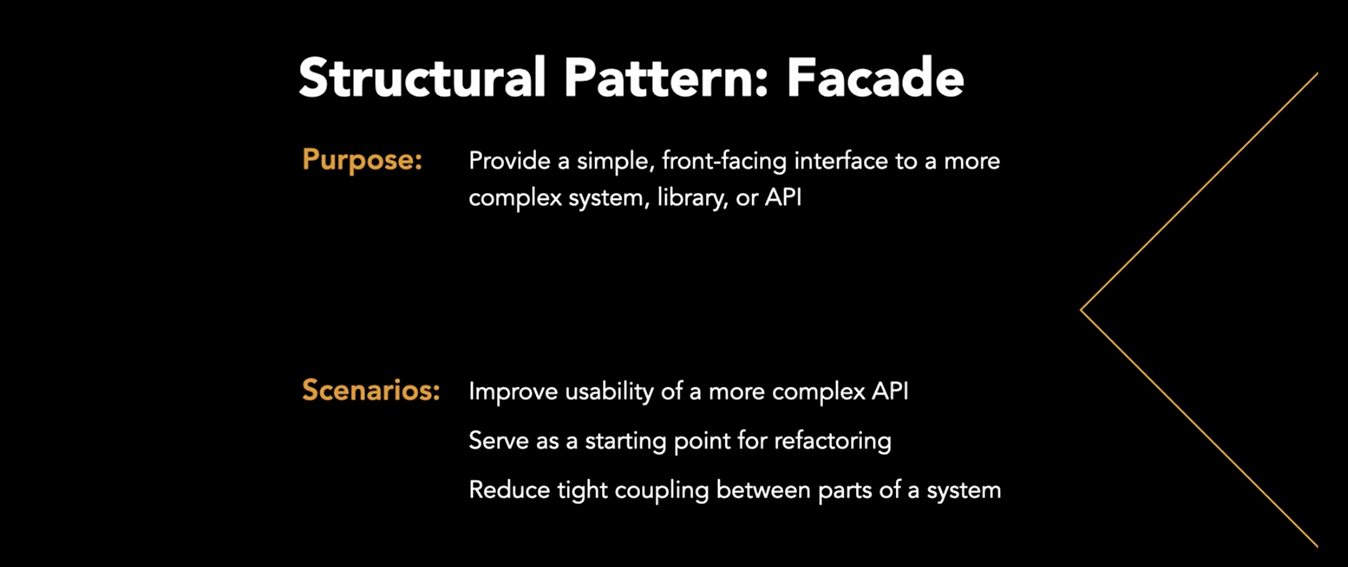 Structural Pattern: Facade
Purpose:
Provide a simple, front-facing interface to a more
complex system, library, or API
Scenarios:
Improve usability of a more complex API
Serve as a starting point for refactoring
Reduce tight coupling between parts of a system